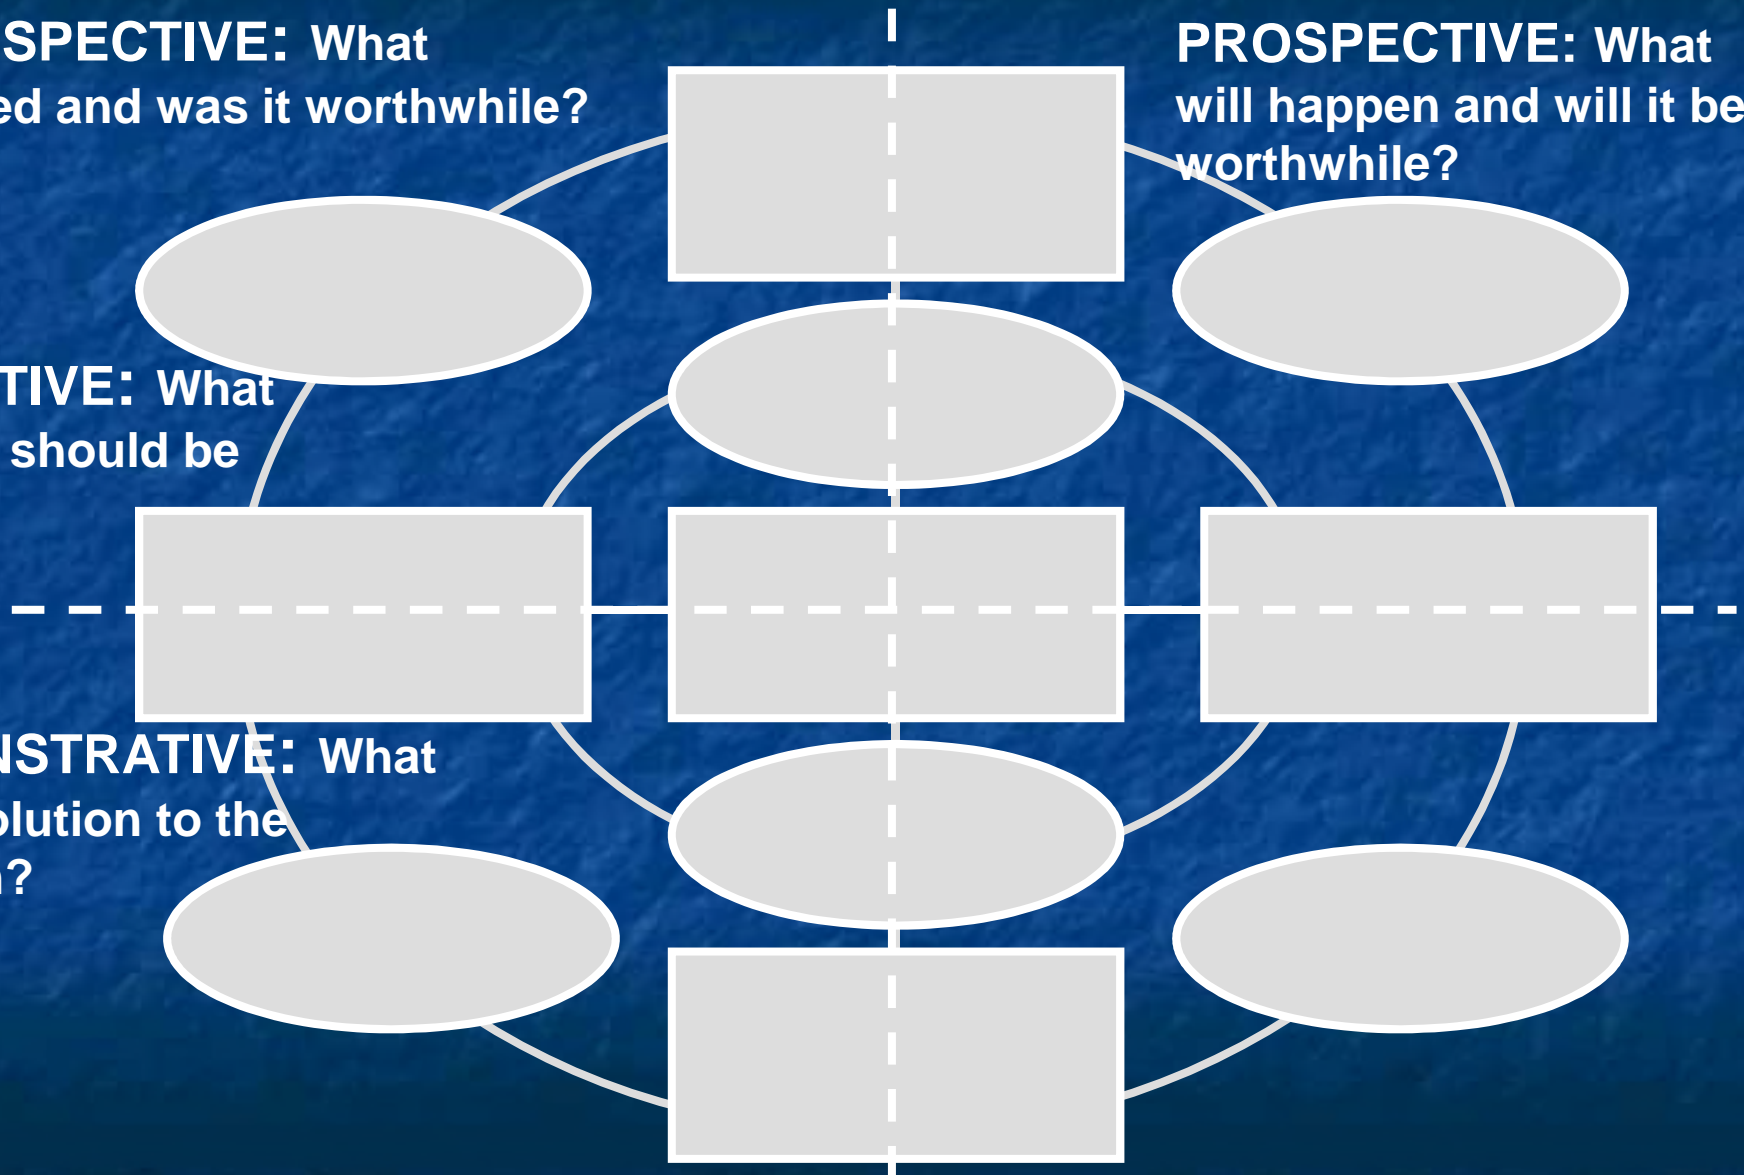 SPECTIVE: What
ed and was it worthwhile?
PROSPECTIVE: What
will happen and will it be
worthwhile?
TIVE: What
should be
NSTRATIVE: What
olution to the
?